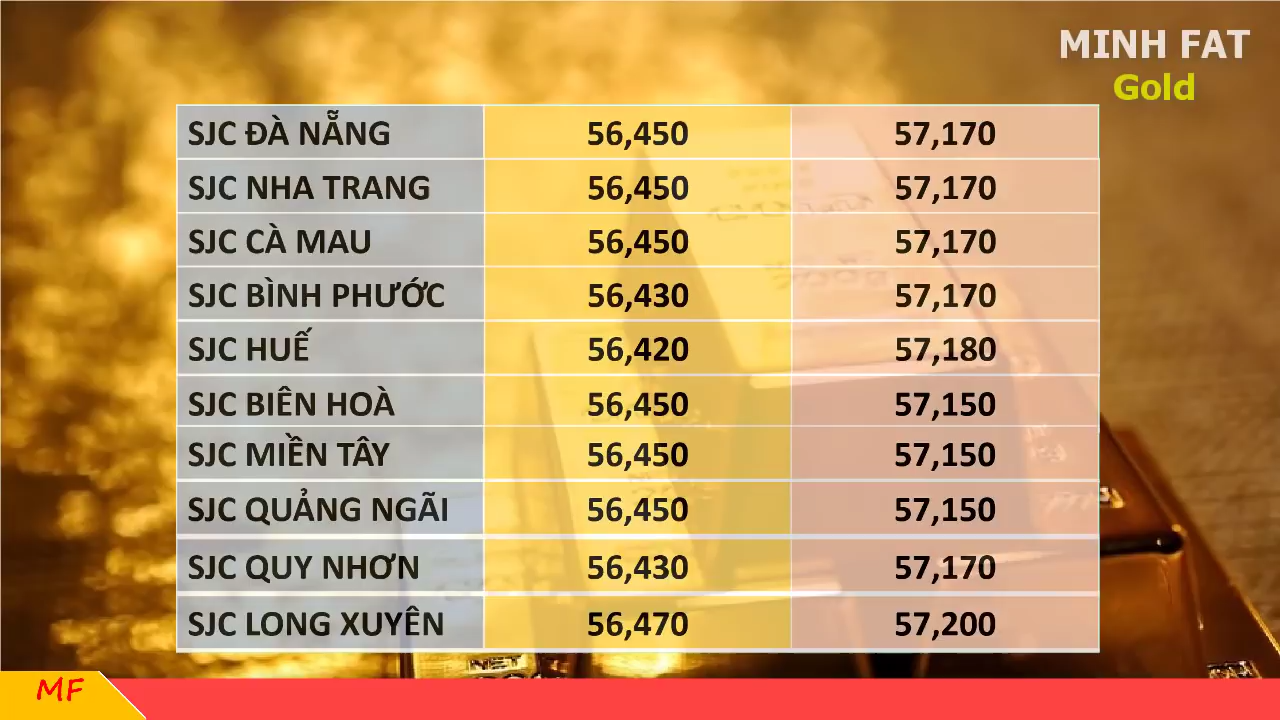 MINH FAT
Gold
SJC ĐÀ NẴNG 56,450 57,170
SJC NHA TRANG 56,450 57,170
SJC CÀ MAU 56,450 57,170
SJC BÌNH PHƯỚC 56,430 57,170
SJC HUẾ 56,420 57,180
SJC BIÊN HOÀ 56,450 57,150
SJC MIỀN TÂY 56,450 57,150
SJC QUẢNG NGÃI 56,450 57,150
SJC QUY NHƠN 56,430 57,170
SJC LONG XUYÊN 56,470 57,200
MF